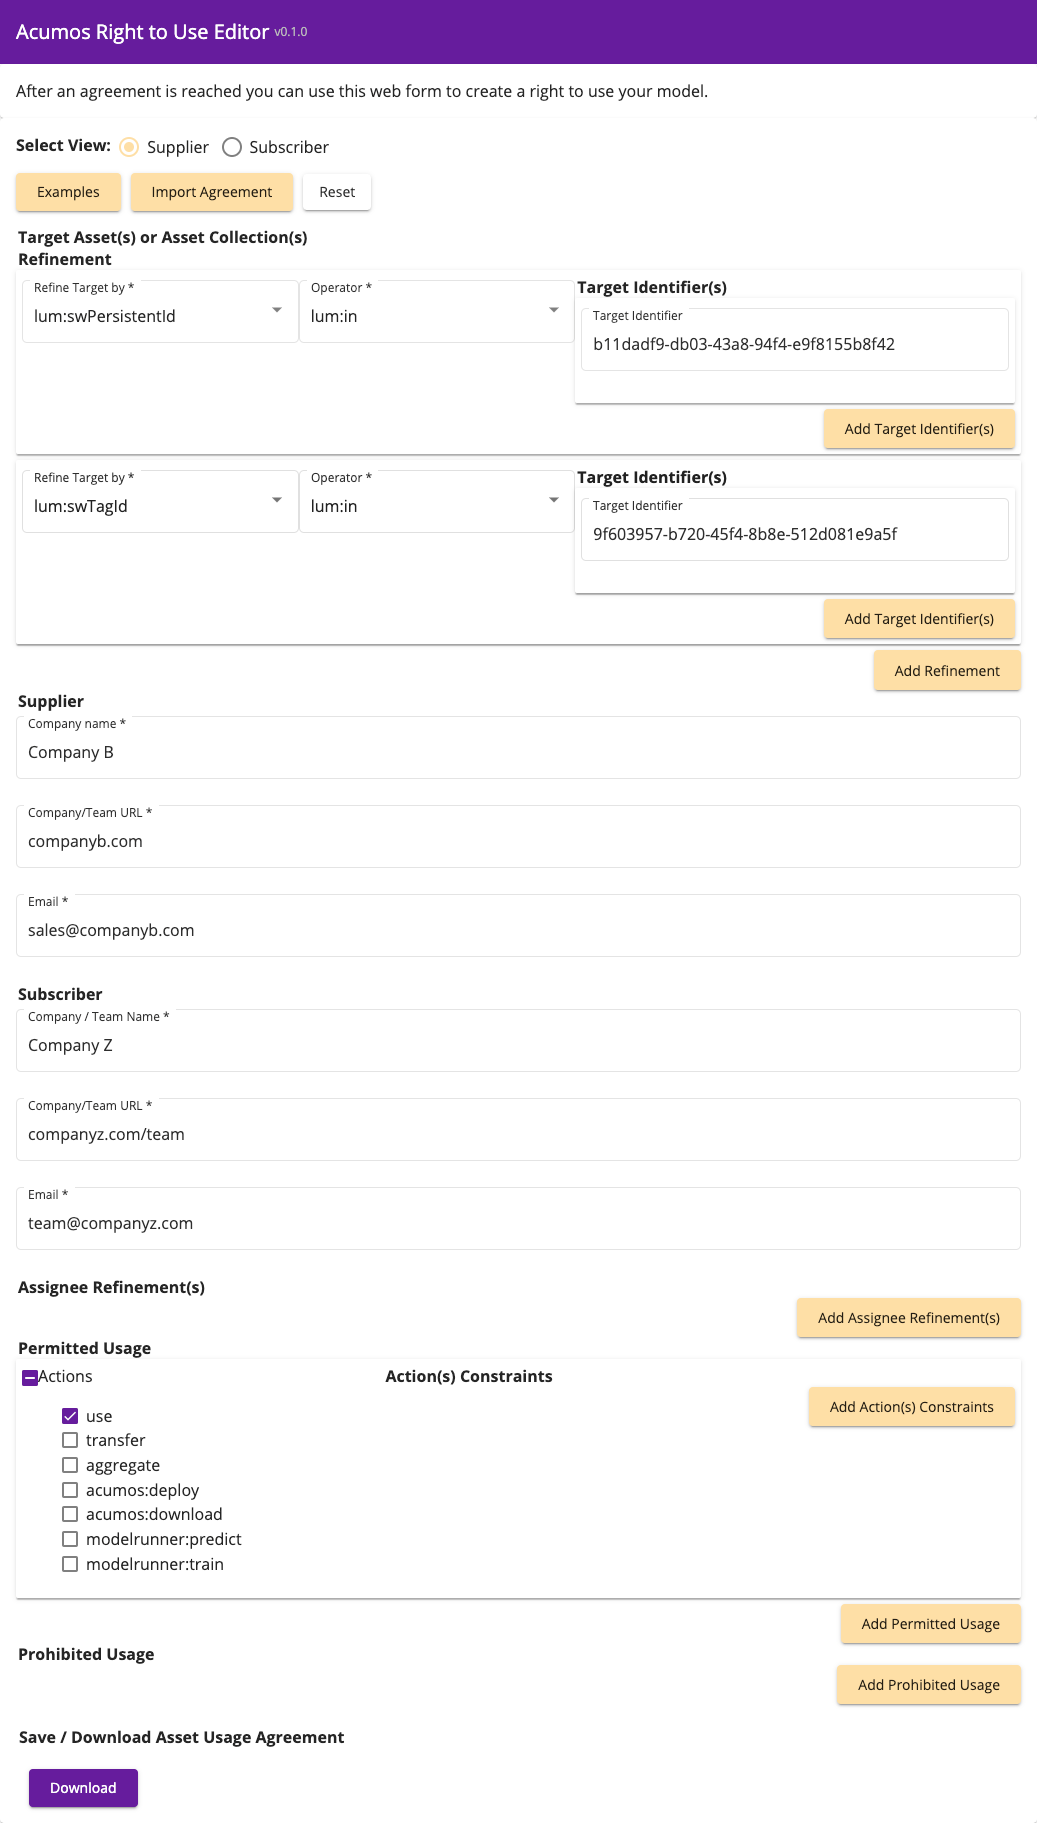 Acumos Right to Use Editor v0.1.0
After an agreement is reached you can use this web form to create a right to use your model.
Select View: Supplier Subscriber
Examples Import Agreement Reset
Target Asset(s) or Asset Collection(s)
Refinement
Refine Target by * Operator * Target Identifier(s)
lum:swPersistentId lum:in Target Identifier
b11dadf9-db03-43a8-94f4-e9f8155b8f42
Add Target Identifier(s)
Refine Target by * Operator * Target Identifier(s)
lum:swTagId lum:in Target Identifier
9f603957-b720-45f4-8b8e-512d081e9a5f
Add Target Identifier(s)
Add Refinement
Supplier
Company name *
Company B
Company/Team URL *
companyb.com
Email *
sales@companyb.com
Subscriber
Company / Team Name *
Company Z
Company/Team URL *
companyz.com/team
Email *
team@companyz.com
Assignee Refinement(s)
Add Assignee Refinement(s)
Permitted Usage
Actions Action(s) Constraints
Add Action(s) Constraints
use
transfer
aggregate
acumos:deploy
acumos:download
modelrunner:predict
modelrunner:train
Add Permitted Usage
Prohibited Usage
Add Prohibited Usage
Save / Download Asset Usage Agreement
Download